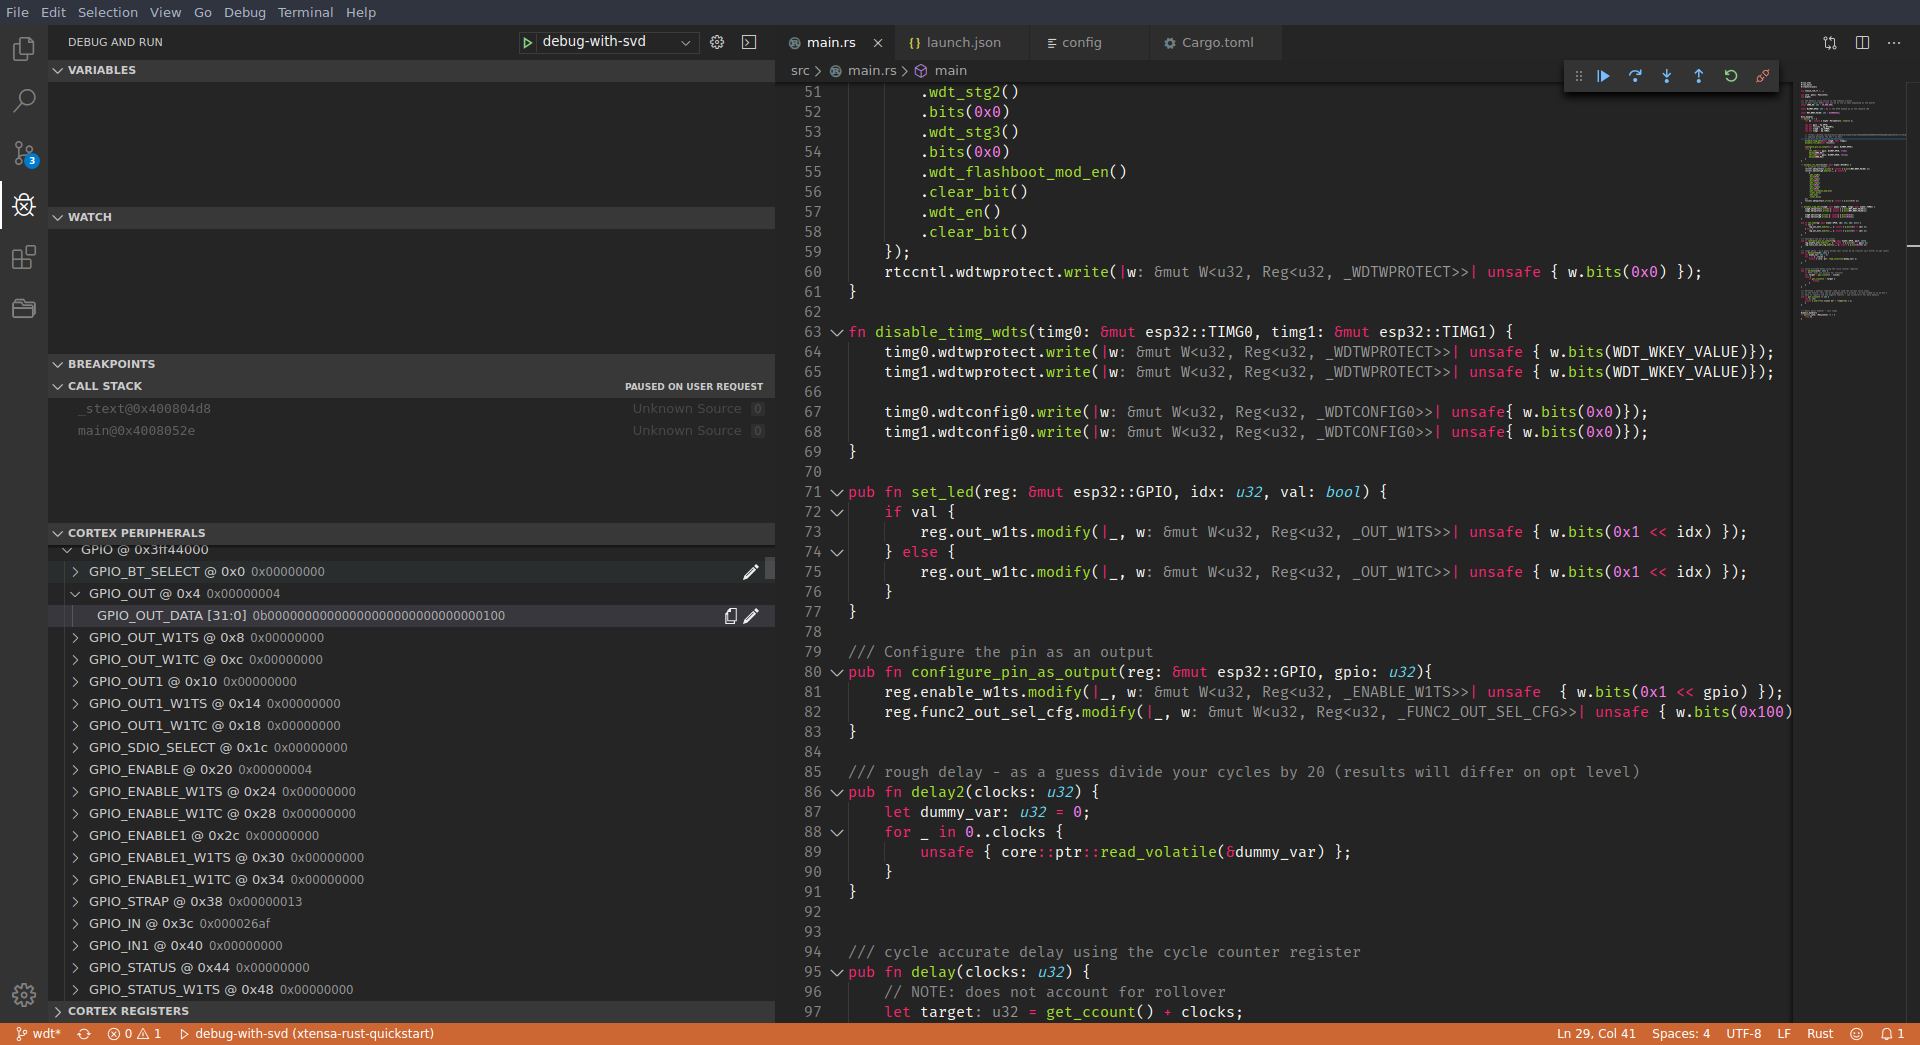 File Edit Selection View Go Debug Terminal Help
DEBUG AND RUN debug-with-svd
VARIABLES
WATCH
BREAKPOINTS
CALL STACK PAUSED ON USER REQUEST
_stext@0x400804d8 Unknown Source 0
main@0x4008052e Unknown Source 0
CORTEX PERIPHERALS
GPIO @ 0x3ff44000
GPIO_BT_SELECT @ 0x0 0x00000000
GPIO_OUT @ 0x4 0x00000004
GPIO_OUT_DATA [31:0] 0b00000000000000000000000000000100
GPIO_OUT_W1TS @ 0x8 0x00000000
GPIO_OUT_W1TC @ 0xc 0x00000000
GPIO_OUT1 @ 0x10 0x00000000
GPIO_OUT1_W1TS @ 0x14 0x00000000
GPIO_OUT1_W1TC @ 0x18 0x00000000
GPIO_SDIO_SELECT @ 0x1c 0x00000000
GPIO_ENABLE @ 0x20 0x00000004
GPIO_ENABLE_W1TS @ 0x24 0x00000000
GPIO_ENABLE_W1TC @ 0x28 0x00000000
GPIO_ENABLE1 @ 0x2c 0x00000000
GPIO_ENABLE1_W1TS @ 0x30 0x00000000
GPIO_ENABLE1_W1TC @ 0x34 0x00000000
GPIO_STRAP @ 0x38 0x00000013
GPIO_IN @ 0x3c 0x000026af
GPIO_IN1 @ 0x40 0x00000000
GPIO_STATUS @ 0x44 0x00000000
GPIO_STATUS_W1TS @ 0x48 0x00000000
CORTEX REGISTERS
3
main.rs {} launch.json config Cargo.toml
src > main.rs > main
51 .wdt_stg2()
52 .bits(0x0)
53 .wdt_stg3()
54 .bits(0x0)
55 .wdt_flashboot_mod_en()
56 .clear_bit()
57 .wdt_en()
58 .clear_bit()
59 });
60 rtccntl.wdtwprotect.write(|w: &mut W<u32, Reg<u32, _WDTWPROTECT>>| unsafe { w.bits(0x0) });
61 }
62
63 fn disable_timg_wdts(timg0: &mut esp32::TIMG0, timg1: &mut esp32::TIMG1) {
64 timg0.wdtwprotect.write(|w: &mut W<u32, Reg<u32, _WDTWPROTECT>>| unsafe { w.bits(WDT_WKEY_VALUE)});
65 timg1.wdtwprotect.write(|w: &mut W<u32, Reg<u32, _WDTWPROTECT>>| unsafe { w.bits(WDT_WKEY_VALUE)});
66
67 timg0.wdtconfig0.write(|w: &mut W<u32, Reg<u32, _WDTCONFIG0>>| unsafe{ w.bits(0x0)});
68 timg1.wdtconfig0.write(|w: &mut W<u32, Reg<u32, _WDTCONFIG0>>| unsafe{ w.bits(0x0)});
69 }
70
71 pub fn set_led(reg: &mut esp32::GPIO, idx: u32, val: bool) {
72 if val {
73 reg.out_w1ts.modify(|_, w: &mut W<u32, Reg<u32, _OUT_W1TS>>| unsafe { w.bits(0x1 << idx) });
74 } else {
75 reg.out_w1tc.modify(|_, w: &mut W<u32, Reg<u32, _OUT_W1TC>>| unsafe { w.bits(0x1 << idx) });
76 }
77 }
78
79 /// Configure the pin as an output
80 pub fn configure_pin_as_output(reg: &mut esp32::GPIO, gpio: u32){
81 reg.enable_w1ts.modify(|_, w: &mut W<u32, Reg<u32, _ENABLE_W1TS>>| unsafe { w.bits(0x1 << gpio) });
82 reg.func2_out_sel_cfg.modify(|_, w: &mut W<u32, Reg<u32, _FUNC2_OUT_SEL_CFG>>| unsafe { w.bits(0x100)
83 }
84
85 /// rough delay - as a guess divide your cycles by 20 (results will differ on opt level)
86 pub fn delay2(clocks: u32) {
87 let dummy_var: u32 = 0;
88 for _ in 0..clocks {
89 unsafe { core::ptr::read_volatile(&dummy_var) };
90 }
91 }
92
93
94 /// cycle accurate delay using the cycle counter register
95 pub fn delay(clocks: u32) {
96 // NOTE: does not account for rollover
97 let target: u32 = get_ccount() + clocks;
wdt* 0 1 debug-with-svd (xtensa-rust-quickstart) Ln 29, Col 41 Spaces: 4 UTF-8 LF Rust 1